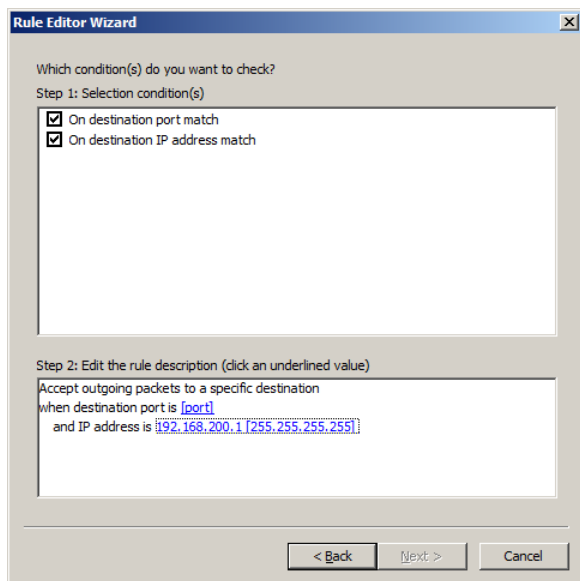 Rule Editor Wizard
Which condition(s) do you want to check?
Step 1: Selection condition(s)
On destination port match
On destination IP address match
Step 2: Edit the rule description (click an underlined value)
Accept outgoing packets to a specific destination
when destination port is [port]
and IP address is 192.168.200.1 [255.255.255.255]
< Back
Next >
Cancel